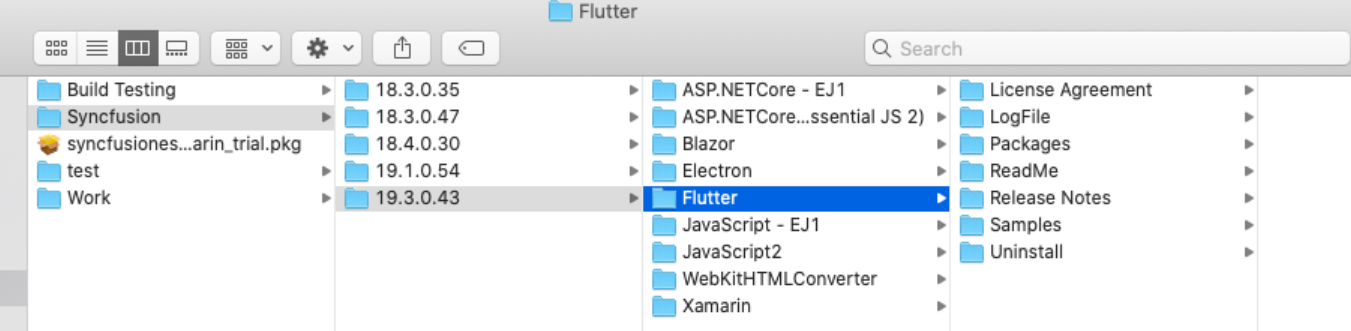 Flutter
Search
Build Testing
Syncfusion
syncfusiones...arin_trial.pkg
test
Work
18.3.0.35
18.3.0.47
18.4.0.30
19.1.0.54
19.3.0.43
ASP.NETCore - EJ1
ASP.NETCore...ssential JS 2)
Blazor
Electron
Flutter
JavaScript - EJ1
JavaScript2
WebKitHTMLConverter
Xamarin
License Agreement
LogFile
Packages
ReadMe
Release Notes
Samples
Uninstall